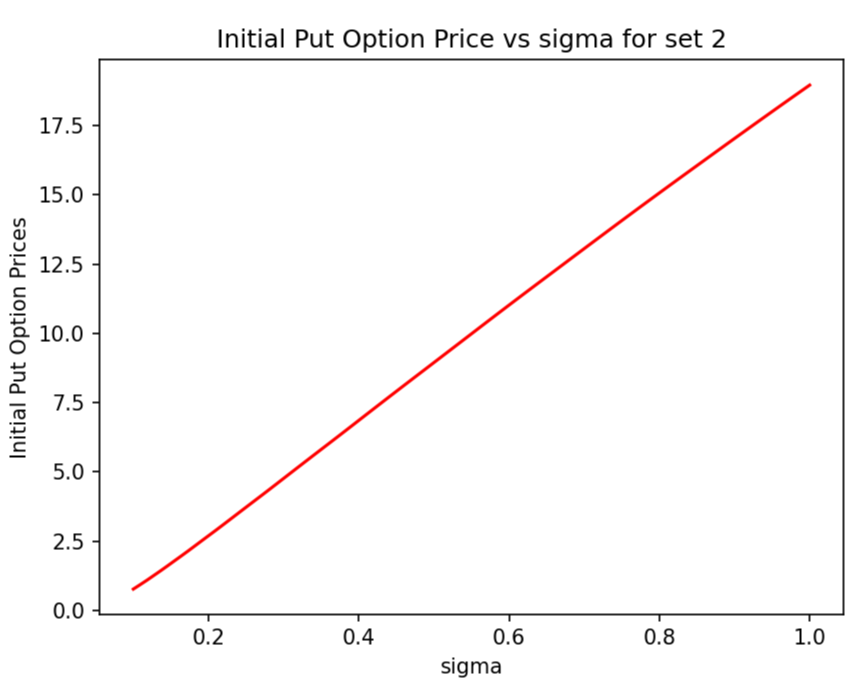 Initial Put Option Price vs sigma for set 2
Initial Put Option Prices
17.5
15.0
12.5
10.0
7.5
5.0
2.5
0.0
0.2 0.4 0.6 0.8 1.0
sigma